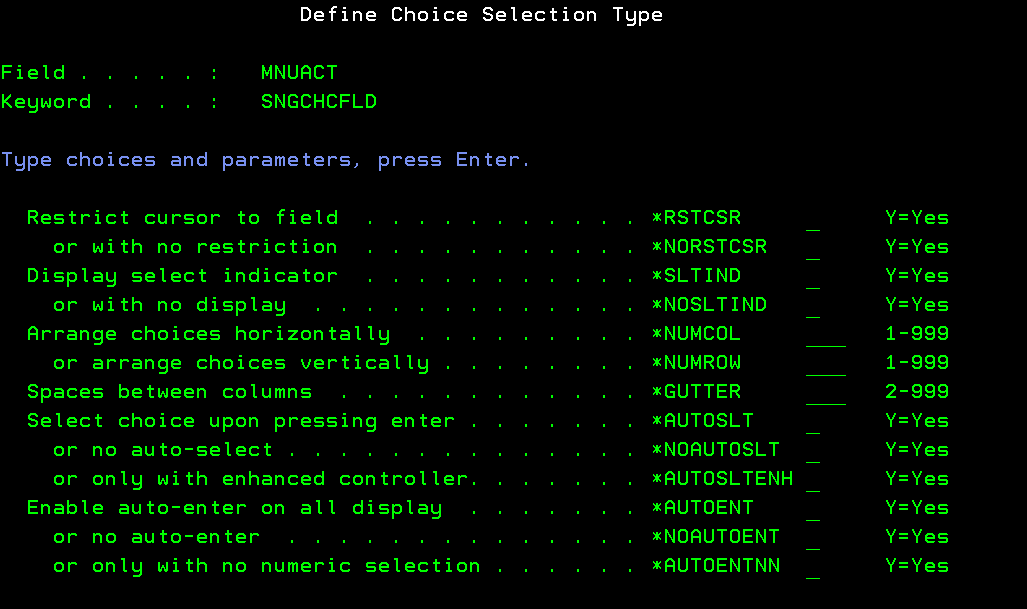 Define Choice Selection Type
Field . . . . . : MNUACT
Keyword . . . . : SNGCHCFLD
Type choices and parameters, press Enter.
Restrict cursor to field . . . . . . . . . . . *RSTCSR _ Y=Yes
or with no restriction . . . . . . . . . . . *NORSTCSR _ Y=Yes
Display select indicator . . . . . . . . . . . *SLTIND _ Y=Yes
or with no display . . . . . . . . . . . . . *NOSLTIND _ Y=Yes
Arrange choices horizontally . . . . . . . . . *NUMCOL ___ 1-999
or arrange choices vertically . . . . . . . . *NUMROW ___ 1-999
Spaces between columns . . . . . . . . . . . . *GUTTER ___ 2-999
Select choice upon pressing enter . . . . . . . *AUTOSLT _ Y=Yes
or no auto-select . . . . . . . . . . . . . . *NOAUTOSLT _ Y=Yes
or only with enhanced controller. . . . . . . *AUTOSLTENH _ Y=Yes
Enable auto-enter on all display . . . . . . . *AUTOENT _ Y=Yes
or no auto-enter . . . . . . . . . . . . . . *NOAUTOENT _ Y=Yes
or only with no numeric selection . . . . . . *AUTOENTNN _ Y=Yes